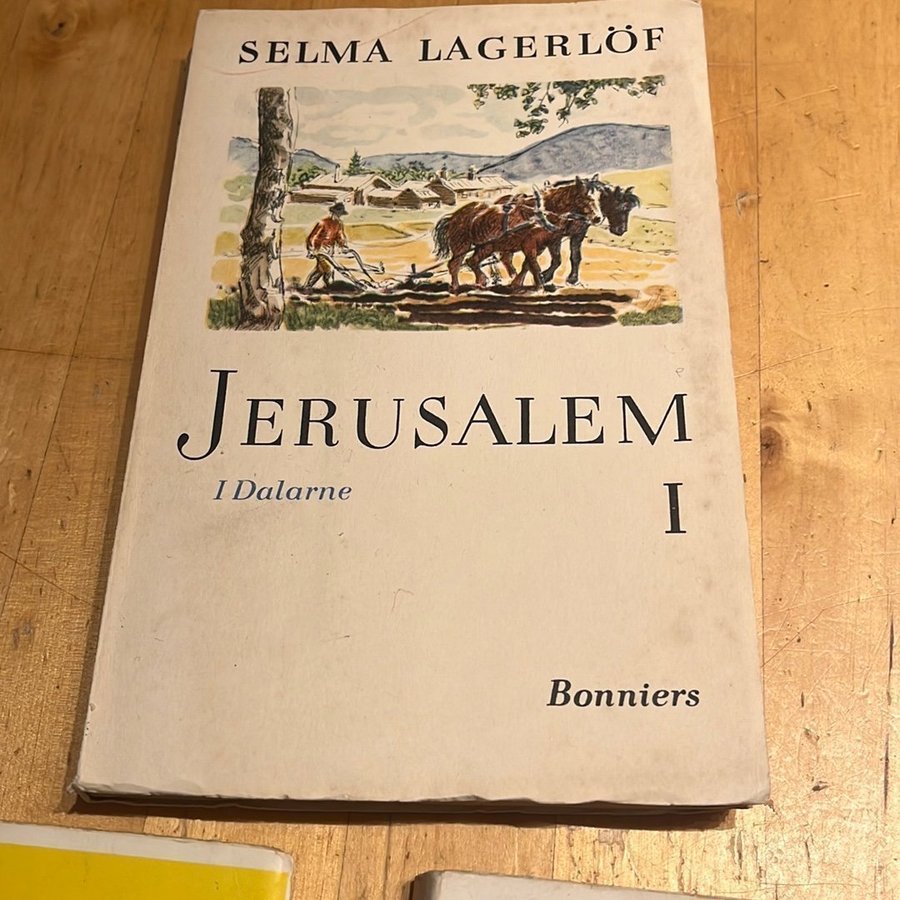 SELMA LAGERLÖF
JERUSALEM
I Dalarne
I
Bonniers